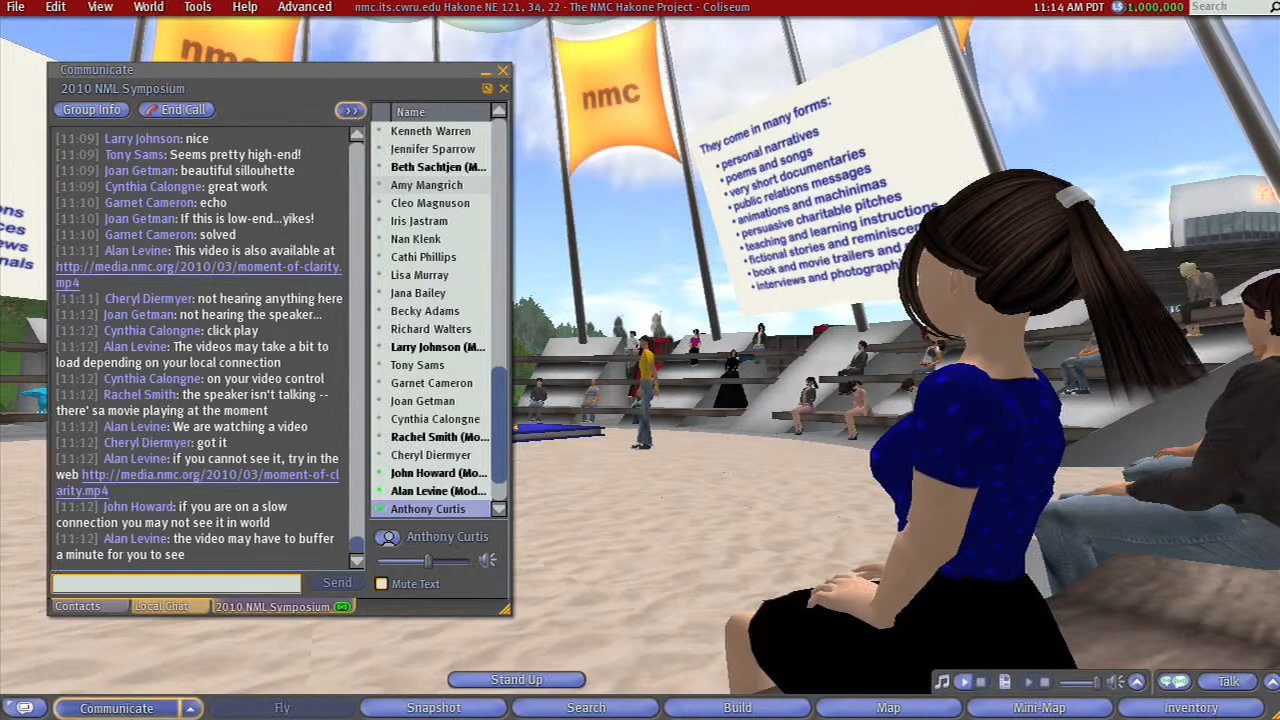 File Edit View World Tools Help Advanced nmc.its.cwru.edu Hakone NE 121, 34, 22 - The NMC Hakone Project - Coliseum 11:14 AM PDT L$ 1,000,000 Search
nmc
nmc
Communicate
2010 NML Symposium
Group Info End Call >>
[11:09] Larry Johnson: nice
[11:09] Tony Sams: Seems pretty high-end!
[11:09] Joan Getman: beautiful sillouhette
[11:09] Cynthia Calongne: great work
[11:10] Garnet Cameron: echo
[11:10] Joan Getman: If this is low-end...yikes!
[11:10] Garnet Cameron: solved
[11:11] Alan Levine: This video is also available at
http://media.nmc.org/2010/03/moment-of-clarity.
mp4
[11:11] Cheryl Diermyer: not hearing anything here
[11:12] Joan Getman: not hearing the speaker...
[11:12] Cynthia Calongne: click play
[11:12] Alan Levine: The videos may take a bit to
load depending on your local connection
[11:12] Cynthia Calongne: on your video control
[11:12] Rachel Smith: the speaker isn't talking --
there' sa movie playing at the moment
[11:12] Alan Levine: We are watching a video
[11:12] Cheryl Diermyer: got it
[11:12] Alan Levine: if you cannot see it, try in the
web http://media.nmc.org/2010/03/moment-of-cl
arity.mp4
[11:12] John Howard: if you are on a slow
connection you may not see it in world
[11:12] Alan Levine: the video may have to buffer
a minute for you to see
Send
Contacts Local Chat 2010 NML Symposium
Name
Kenneth Warren
Jennifer Sparrow
Beth Sachtjen (M...
Amy Mangrich
Cleo Magnuson
Iris Jastram
Nan Klenk
Cathi Phillips
Lisa Murray
Jana Bailey
Becky Adams
Richard Walters
Larry Johnson (M...
Tony Sams
Garnet Cameron
Joan Getman
Cynthia Calongne
Rachel Smith (Mo...
Cheryl Diermyer
John Howard (Mo...
Alan Levine (Mod...
Anthony Curtis
Anthony Curtis
Mute Text
They come in many forms:
• personal narratives
• poems and songs
• very short documentaries
• public relations messages
• animations and machinimas
• persuasive charitable pitches
• teaching and learning instructions
• fictional stories and
• book and movie trailers and
• interviews and
Stand Up
Talk
Communicate Fly Snapshot Search Build Map Mini-Map Inventory